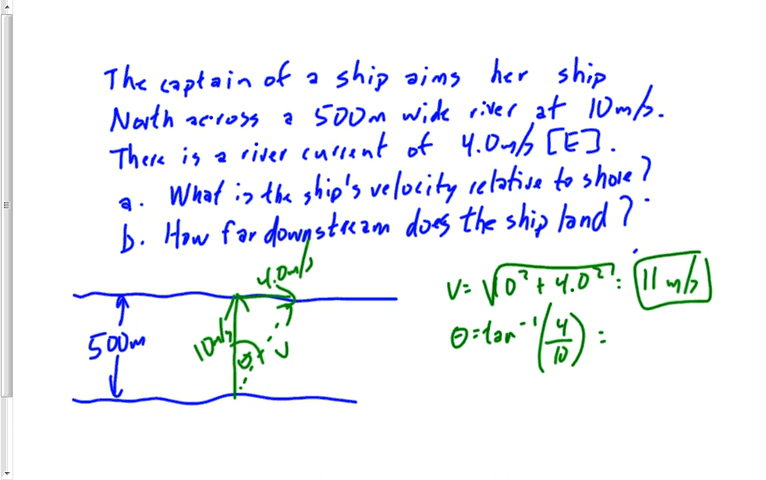 The captain of a ship aims her ship
North across a 500m wide river at 10m/s.
There is a river current of 4.0m/s [E].
a. What is the ship's velocity relative to shore?
b. How far downstream does the ship land?
4.0m/s
500m
10m/s
θ
v
V = √10² + 4.0² = 11 m/s
θ = tan⁻¹(4/10) =